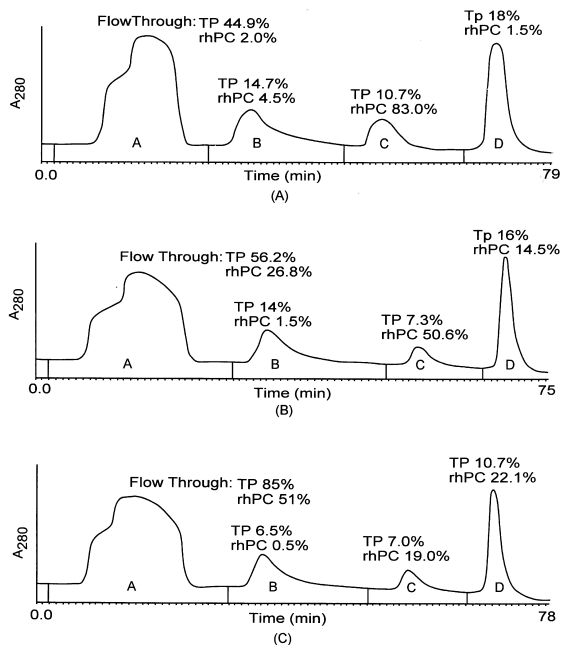 FlowThrough: TP 44.9%
rhPC 2.0%
Tp 18%
rhPC 1.5%
TP 14.7%
rhPC 4.5%
TP 10.7%
rhPC 83.0%
A280
A B C D
0.0 Time (min) 79
(A)
Flow Through: TP 56.2%
rhPC 26.8%
Tp 16%
rhPC 14.5%
TP 14%
rhPC 1.5%
TP 7.3%
rhPC 50.6%
A280
A B C D
0.0 Time (min) 75
(B)
Flow Through: TP 85%
rhPC 51%
TP 10.7%
rhPC 22.1%
TP 6.5%
rhPC 0.5%
TP 7.0%
rhPC 19.0%
A280
A B C D
0.0 Time (min) 78
(C)